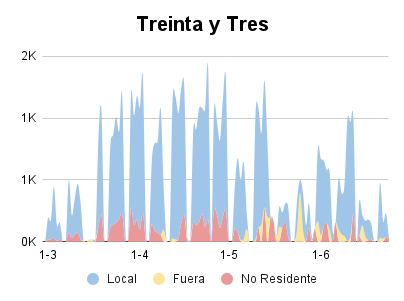 Treinta y Tres
2K
1K
1K
0K
1-3 1-4 1-5 1-6
Local Fuera No Residente